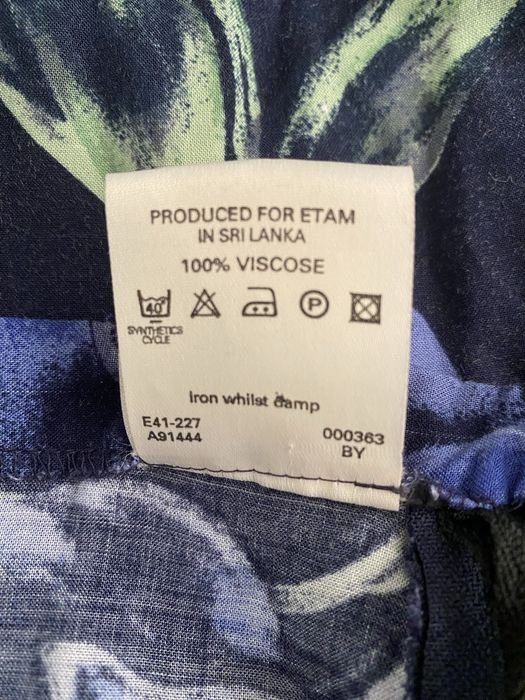 PRODUCED FOR ETAM
IN SRI LANKA
100% VISCOSE
40°
P
SYNTHETICS
CYCLE
Iron whilst damp
E41-227
A91444
000363
BY